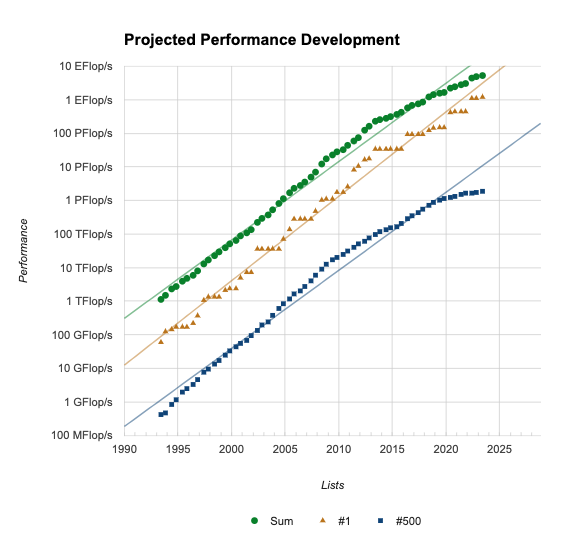 Projected Performance Development
10 EFlop/s
1 EFlop/s
100 PFlop/s
10 PFlop/s
1 PFlop/s
100 TFlop/s
10 TFlop/s
1 TFlop/s
100 GFlop/s
10 GFlop/s
1 GFlop/s
100 MFlop/s
Performance
1990 1995 2000 2005 2010 2015 2020 2025
Lists
Sum #1 #500